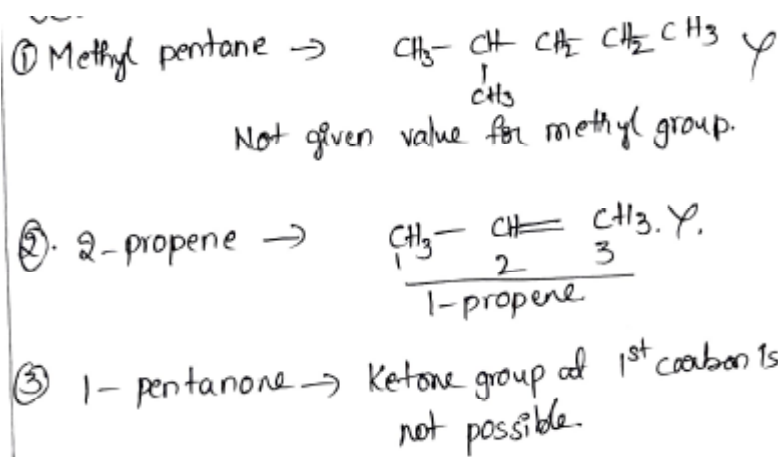 ① Methyl pentane → CH3- CH- CH2 CH2 CH3
CH3
Not given value for methyl group.
②. 2-propene → CH3- CH= CH3.
1 2 3
1-propene
③ 1- pentanone → Ketone group at 1st carbon is
not possible.